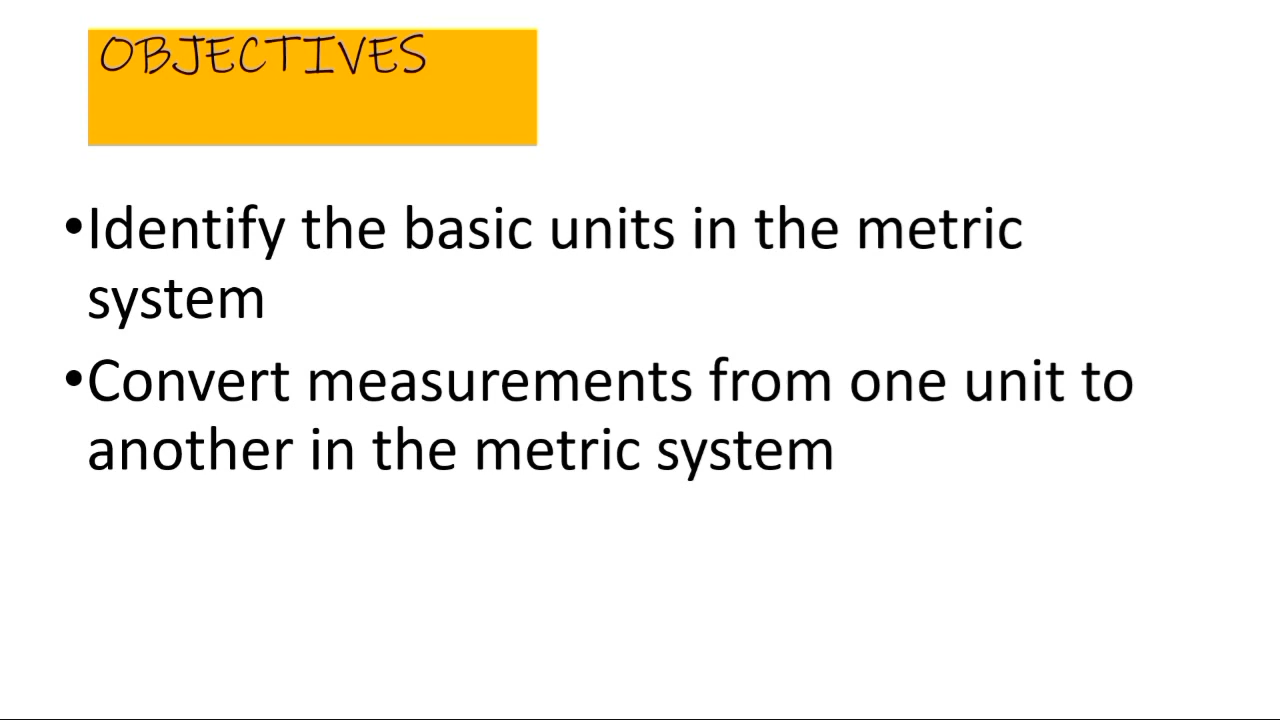 OBJECTIVES
•Identify the basic units in the metric
system
•Convert measurements from one unit to
another in the metric system